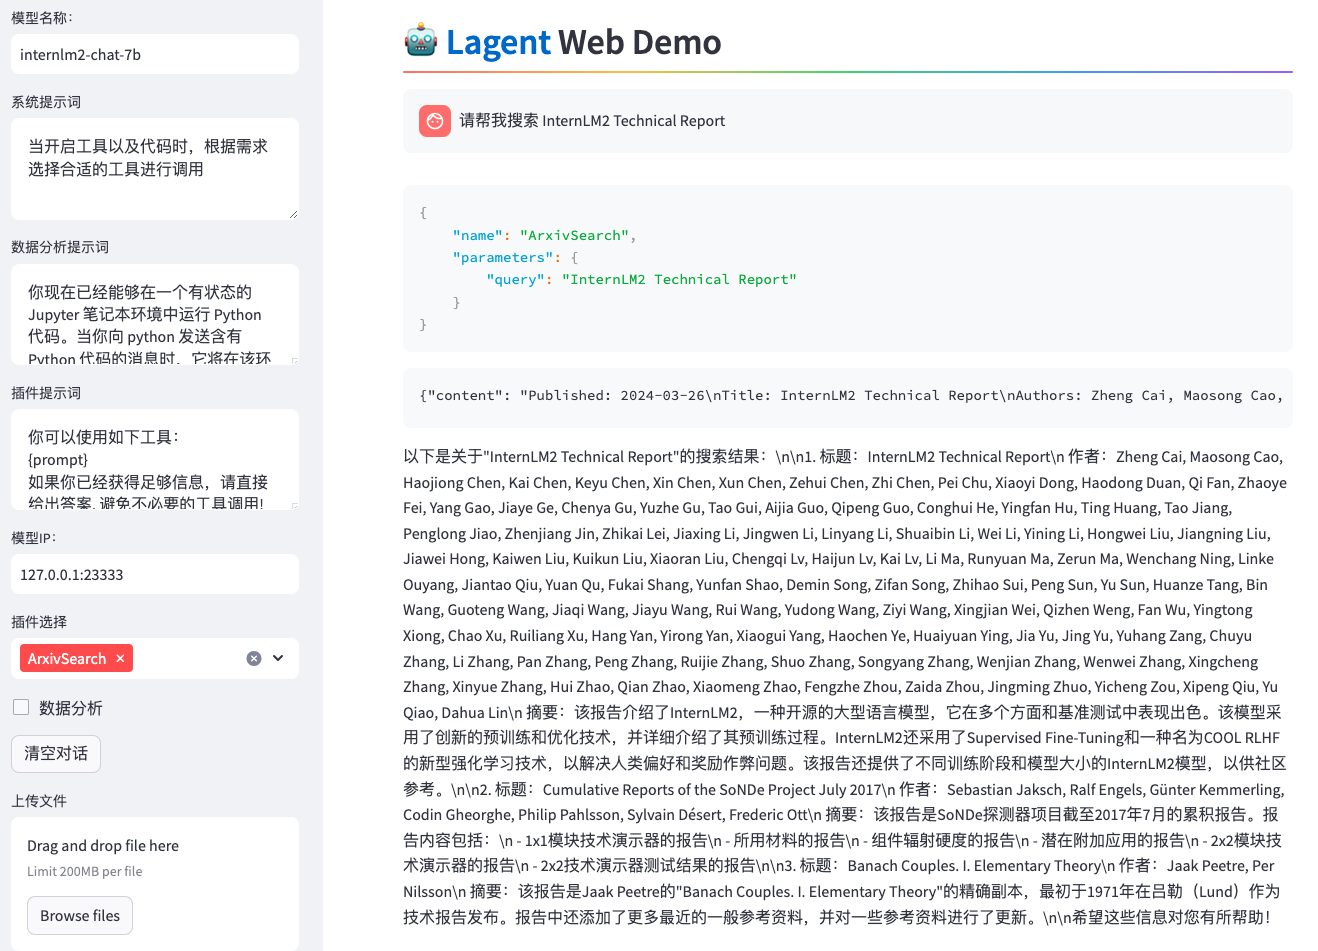 模型名称：
internlm2-chat-7b
系统提示词
当开启工具以及代码时，根据需求
选择合适的工具进行调用
数据分析提示词
你现在已经能够在一个有状态的
Jupyter 笔记本环境中运行 Python
代码。当你向 python 发送含有
Python 代码的消息时，它将在该环
插件提示词
你可以使用如下工具：
{prompt}
如果你已经获得足够信息，请直接
给出答案. 避免不必要的工具调用!
模型IP：
127.0.0.1:23333
插件选择
ArxivSearch ×
数据分析
清空对话
上传文件
Drag and drop file here
Limit 200MB per file
Browse files
Lagent Web Demo
请帮我搜索 InternLM2 Technical Report
{
"name": "ArxivSearch",
"parameters": {
"query": "InternLM2 Technical Report"
}
}
{"content": "Published: 2024-03-26\nTitle: InternLM2 Technical Report\nAuthors: Zheng Cai, Maosong Cao,
以下是关于"InternLM2 Technical Report"的搜索结果：\n\n1. 标题：InternLM2 Technical Report\n 作者：Zheng Cai, Maosong Cao,
Haojiong Chen, Kai Chen, Keyu Chen, Xin Chen, Xun Chen, Zehui Chen, Zhi Chen, Pei Chu, Xiaoyi Dong, Haodong Duan, Qi Fan, Zhaoye
Fei, Yang Gao, Jiaye Ge, Chenya Gu, Yuzhe Gu, Tao Gui, Aijia Guo, Qipeng Guo, Conghui He, Yingfan Hu, Ting Huang, Tao Jiang,
Penglong Jiao, Zhenjiang Jin, Zhikai Lei, Jiaxing Li, Jingwen Li, Linyang Li, Shuaibin Li, Wei Li, Yining Li, Hongwei Liu, Jiangning Liu,
Jiawei Hong, Kaiwen Liu, Kuikun Liu, Xiaoran Liu, Chengqi Lv, Haijun Lv, Kai Lv, Li Ma, Runyuan Ma, Zerun Ma, Wenchang Ning, Linke
Ouyang, Jiantao Qiu, Yuan Qu, Fukai Shang, Yunfan Shao, Demin Song, Zifan Song, Zhihao Sui, Peng Sun, Yu Sun, Huanze Tang, Bin
Wang, Guoteng Wang, Jiaqi Wang, Jiayu Wang, Rui Wang, Yudong Wang, Ziyi Wang, Xingjian Wei, Qizhen Weng, Fan Wu, Yingtong
Xiong, Chao Xu, Ruiliang Xu, Hang Yan, Yirong Yan, Xiaogui Yang, Haochen Ye, Huaiyuan Ying, Jia Yu, Jing Yu, Yuhang Zang, Chuyu
Zhang, Li Zhang, Pan Zhang, Peng Zhang, Ruijie Zhang, Shuo Zhang, Songyang Zhang, Wenjian Zhang, Wenwei Zhang, Xingcheng
Zhang, Xinyue Zhang, Hui Zhao, Qian Zhao, Xiaomeng Zhao, Fengzhe Zhou, Zaida Zhou, Jingming Zhuo, Yicheng Zou, Xipeng Qiu, Yu
Qiao, Dahua Lin\n 摘要：该报告介绍了InternLM2，一种开源的大型语言模型，它在多个方面和基准测试中表现出色。该模型采
用了创新的预训练和优化技术，并详细介绍了其预训练过程。InternLM2还采用了Supervised Fine-Tuning和一种名为COOL RLHF
的新型强化学习技术，以解决人类偏好和奖励作弊问题。该报告还提供了不同训练阶段和模型大小的InternLM2模型，以供社区
参考。\n\n2. 标题：Cumulative Reports of the SoNDe Project July 2017\n 作者：Sebastian Jaksch, Ralf Engels, Günter Kemmerling,
Codin Gheorghe, Philip Pahlsson, Sylvain Désert, Frederic Ott\n 摘要：该报告是SoNDe探测器项目截至2017年7月的累积报告。报
告内容包括：\n - 1x1模块技术演示器的报告\n - 所用材料的报告\n - 组件辐射硬度的报告\n - 潜在附加应用的报告\n - 2x2模块技
术演示器的报告\n - 2x2技术演示器测试结果的报告\n\n3. 标题：Banach Couples. I. Elementary Theory\n 作者：Jaak Peetre, Per
Nilsson\n 摘要：该报告是Jaak Peetre的"Banach Couples. I. Elementary Theory"的精确副本，最初于1971年在吕勒（Lund）作为
技术报告发布。报告中还添加了更多最近的一般参考资料，并对一些参考资料进行了更新。\n\n希望这些信息对您有所帮助！